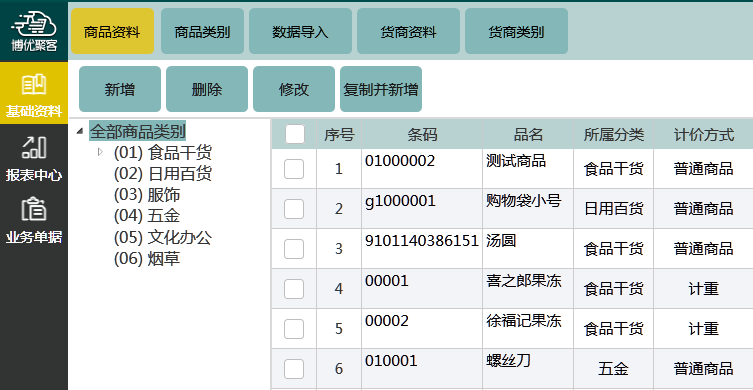 博优聚客
商品资料 商品类别 数据导入 货商资料 货商类别
基础资料
报表中心
业务单据
新增 删除 修改 复制并新增
全部商品类别
(01) 食品干货
(02) 日用百货
(03) 服饰
(04) 五金
(05) 文化办公
(06) 烟草
序号 条码 品名 所属分类 计价方式
1 01000002 测试商品 食品干货 普通商品
2 g1000001 购物袋小号 日用百货 普通商品
3 9101140386151 汤圆 食品干货 普通商品
4 00001 喜之郎果冻 食品干货 计重
5 00002 徐福记果冻 食品干货 计重
6 010001 螺丝刀 五金 普通商品